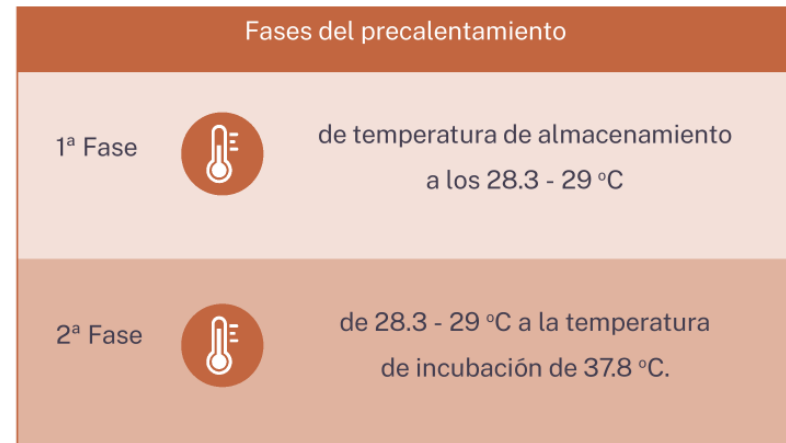 Fases del precalentamiento
1ª Fase
de temperatura de almacenamiento
a los 28.3 - 29 ºC
2ª Fase
de 28.3 - 29 ºC a la temperatura
de incubación de 37.8 ºC.